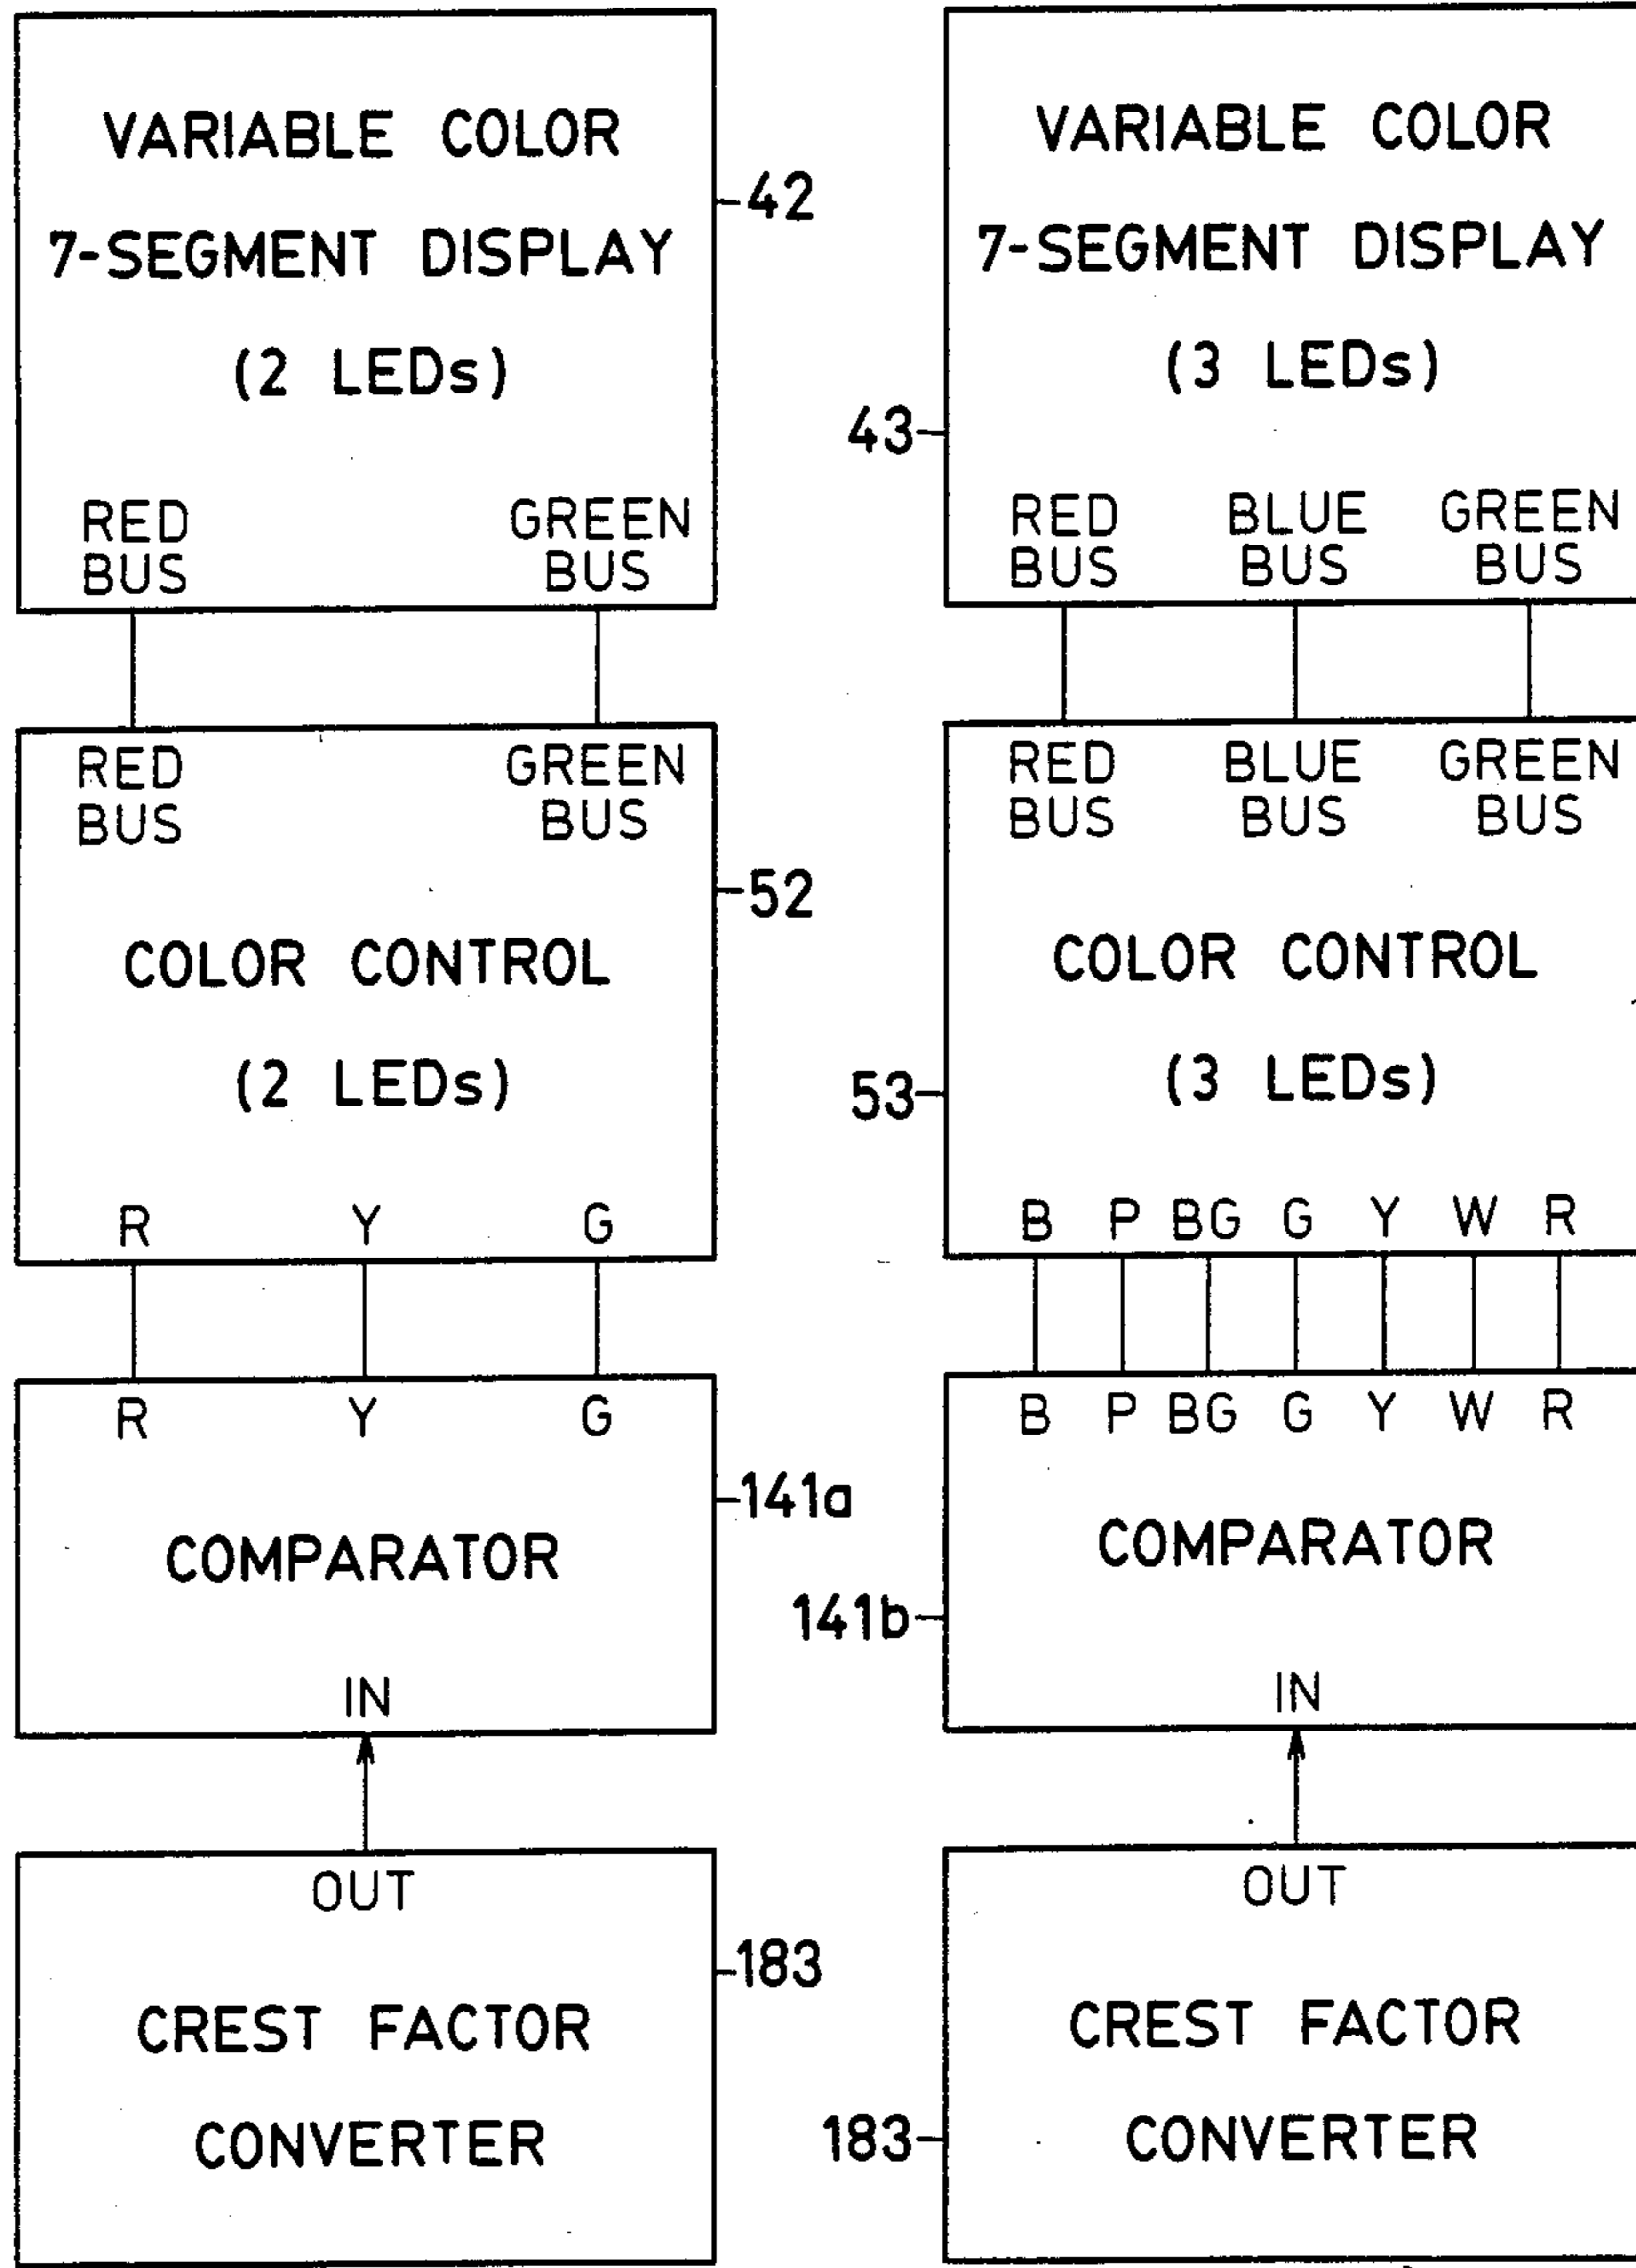 VARIABLE COLOR
7-SEGMENT DISPLAY
(2 LEDs)
42
RED BUS
GREEN BUS
RED BUS
GREEN BUS
52
COLOR CONTROL
(2 LEDs)
R Y G
R Y G
141a
COMPARATOR
IN
OUT
183
CREST FACTOR
CONVERTER
VARIABLE COLOR
7-SEGMENT DISPLAY
(3 LEDs)
43
RED BUS
BLUE BUS
GREEN BUS
RED BUS
BLUE BUS
GREEN BUS
COLOR CONTROL
(3 LEDs)
53
B P BG G Y W R
B P BG G Y W R
COMPARATOR
141b
IN
OUT
CREST FACTOR
CONVERTER
183